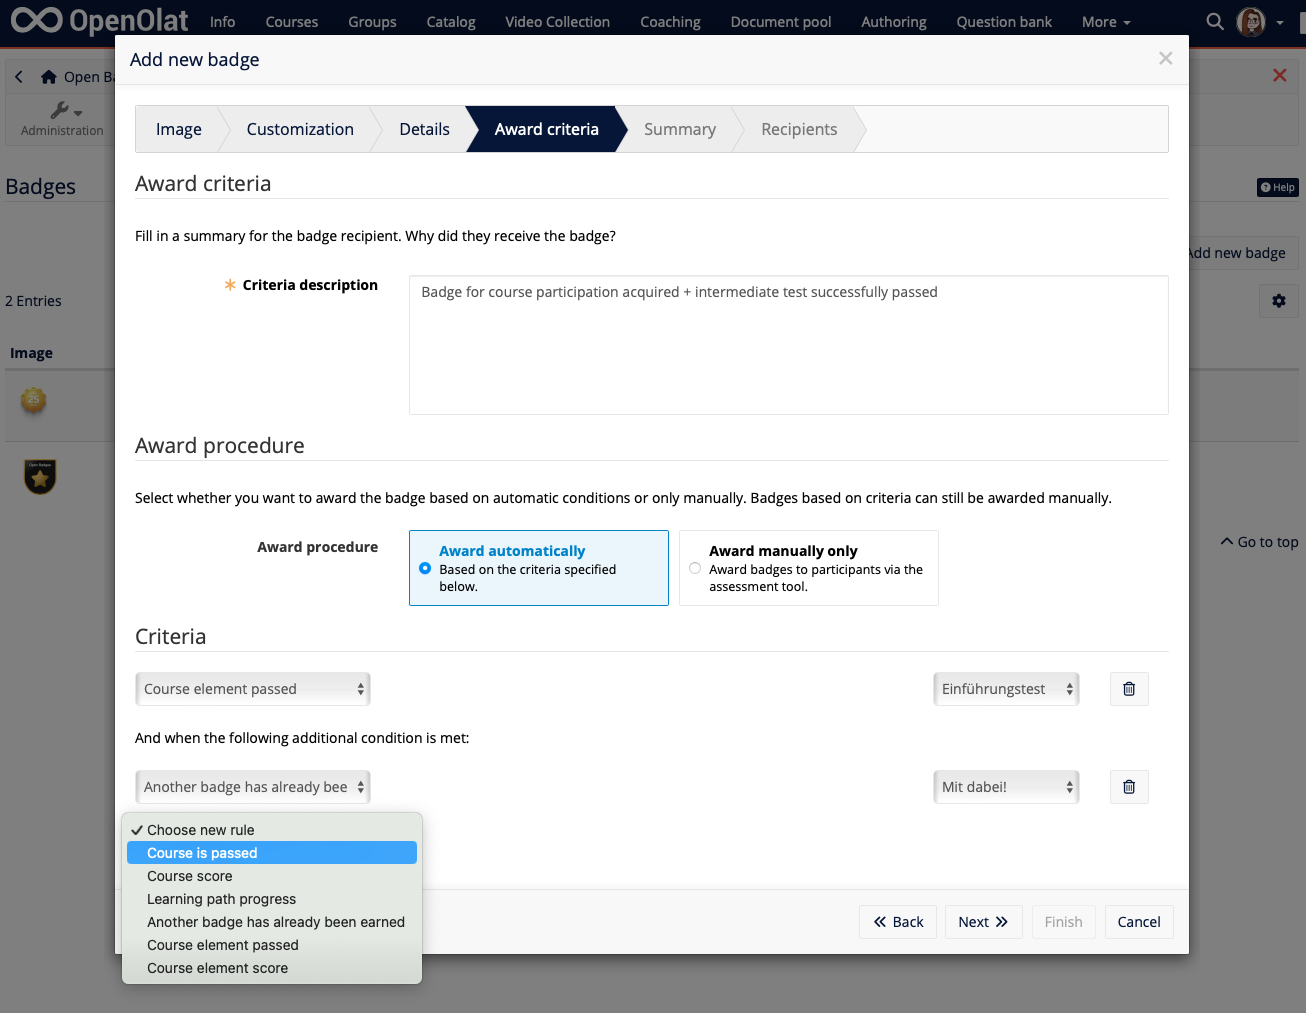 OpenOlat Info Courses Groups Catalog Video Collection Coaching Document pool Authoring Question bank More
Add new badge
Open Ba
Administration
Image Customization Details Award criteria Summary Recipients
Badges
Help
Award criteria
Fill in a summary for the badge recipient. Why did they receive the badge?
Add new badge
Criteria description
Badge for course participation acquired + intermediate test successfully passed
2 Entries
Image
25
Award procedure
Open Badges
Select whether you want to award the badge based on automatic conditions or only manually. Badges based on criteria can still be awarded manually.
Award procedure
Award automatically
Based on the criteria specified
below.
Award manually only
Award badges to participants via the
assessment tool.
Go to top
Criteria
Course element passed Einführungstest
And when the following additional condition is met:
Another badge has already bee Mit dabei!
Choose new rule
Course is passed
Course score
Learning path progress
Another badge has already been earned
Course element passed
Course element score
Back Next Finish Cancel